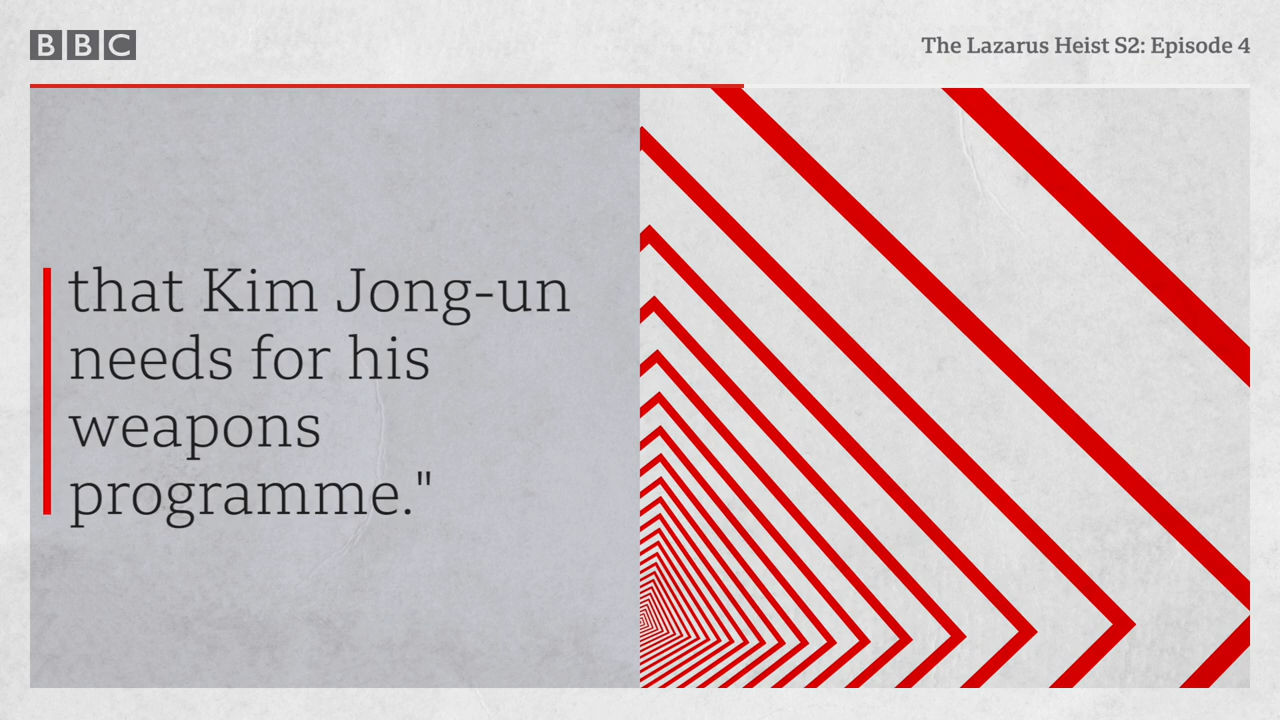 BBC
The Lazarus Heist S2: Episode 4
that Kim Jong-un
needs for his
weapons
programme."